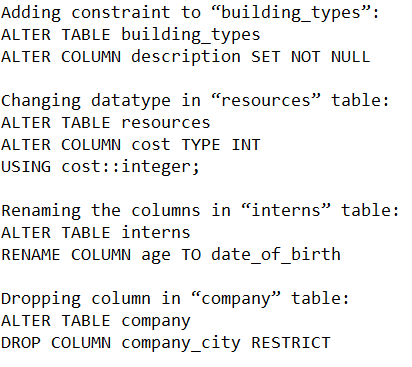 Adding constraint to “building_types”:
ALTER TABLE building_types
ALTER COLUMN description SET NOT NULL
Changing datatype in “resources” table:
ALTER TABLE resources
ALTER COLUMN cost TYPE INT
USING cost::integer;
Renaming the columns in “interns” table:
ALTER TABLE interns
RENAME COLUMN age TO date_of_birth
Dropping column in “company” table:
ALTER TABLE company
DROP COLUMN company_city RESTRICT